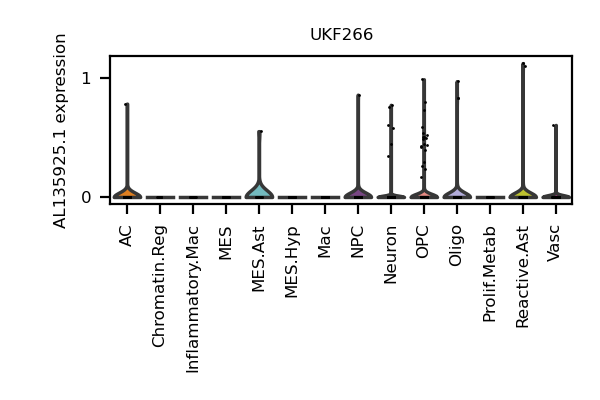 UKF266
AL135925.1 expression
1
0
AC
Chromatin.Reg
Inflammatory.Mac
MES
MES.Ast
MES.Hyp
Mac
NPC
Neuron
OPC
Oligo
Prolif.Metab
Reactive.Ast
Vasc